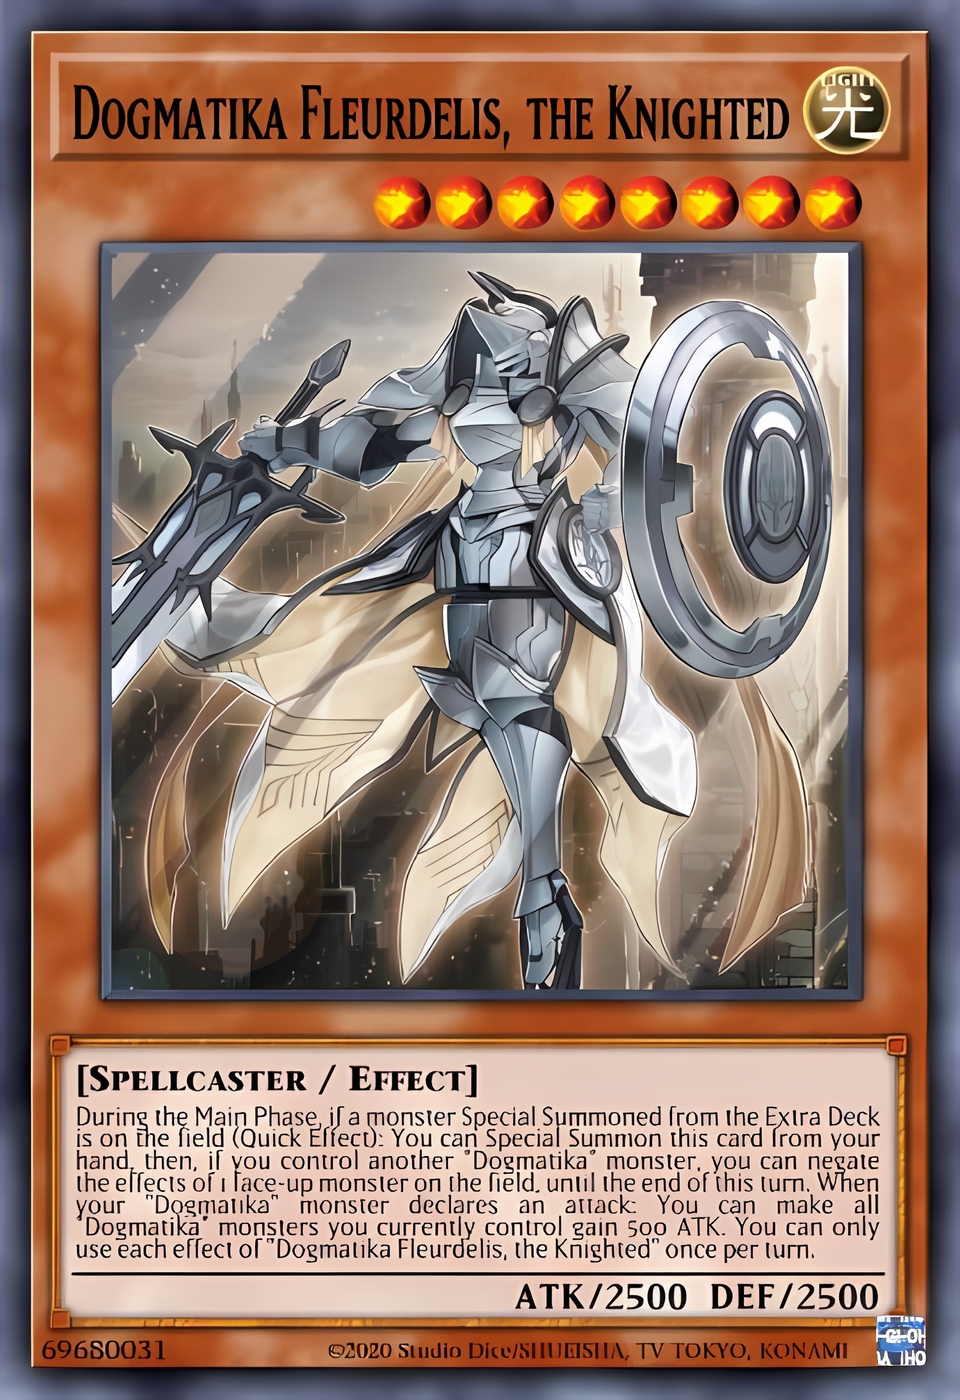 Dogmatika Fleurdelis, the Knighted
光
[Spellcaster / Effect]
During the Main Phase, if a monster Special Summoned from the Extra Deck
is on the field (Quick Effect): You can Special Summon this card from your
hand, then, if you control another "Dogmatika" monster, you can negate
the effects of 1 face-up monster on the field, until the end of this turn. When
your "Dogmatika" monster declares an attack: You can make all
"Dogmatika" monsters you currently control gain 500 ATK. You can only
use each effect of "Dogmatika Fleurdelis, the Knighted" once per turn.
ATK/2500 DEF/2500
69680031
©2020 Studio Dice/SHUEISHA, TV TOKYO, KONAMI